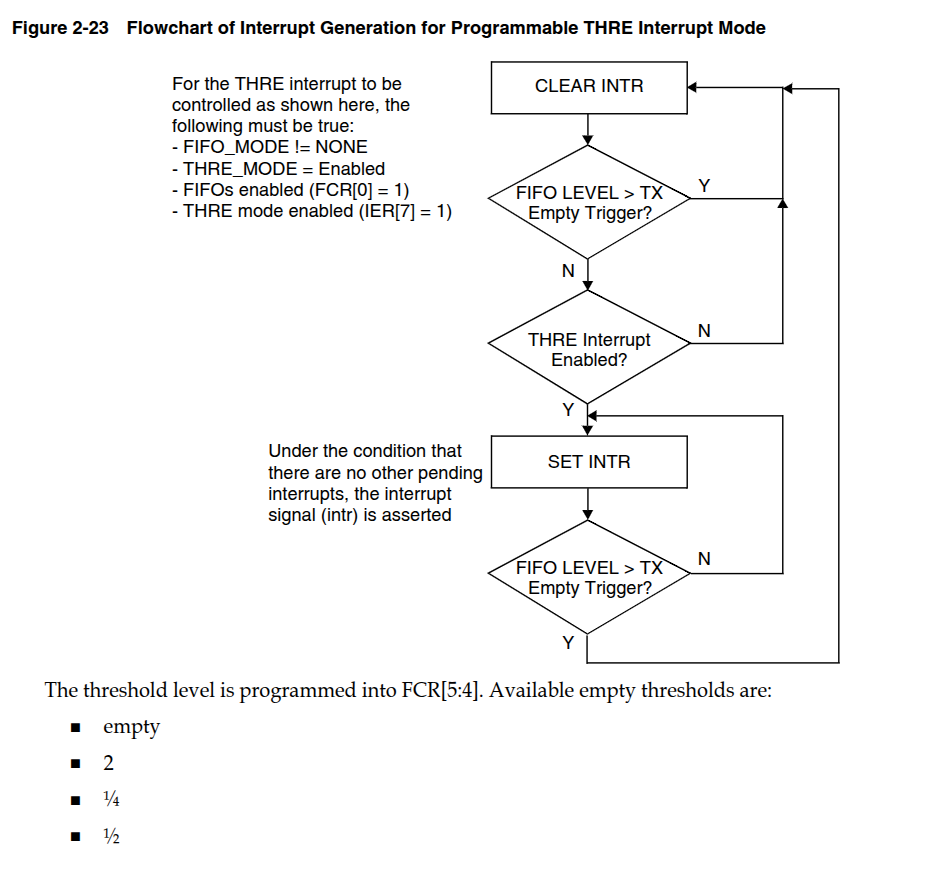 Figure 2-23 Flowchart of Interrupt Generation for Programmable THRE Interrupt Mode
For the THRE interrupt to be
controlled as shown here, the
following must be true:
- FIFO_MODE != NONE
- THRE_MODE = Enabled
- FIFOs enabled (FCR[0] = 1)
- THRE mode enabled (IER[7] = 1)
CLEAR INTR
FIFO LEVEL > TX
Empty Trigger?
Y
N
THRE Interrupt
Enabled?
N
Y
Under the condition that
there are no other pending
interrupts, the interrupt
signal (intr) is asserted
SET INTR
FIFO LEVEL > TX
Empty Trigger?
N
Y
The threshold level is programmed into FCR[5:4]. Available empty thresholds are:
■ empty
■ 2
■ ¼
■ ½